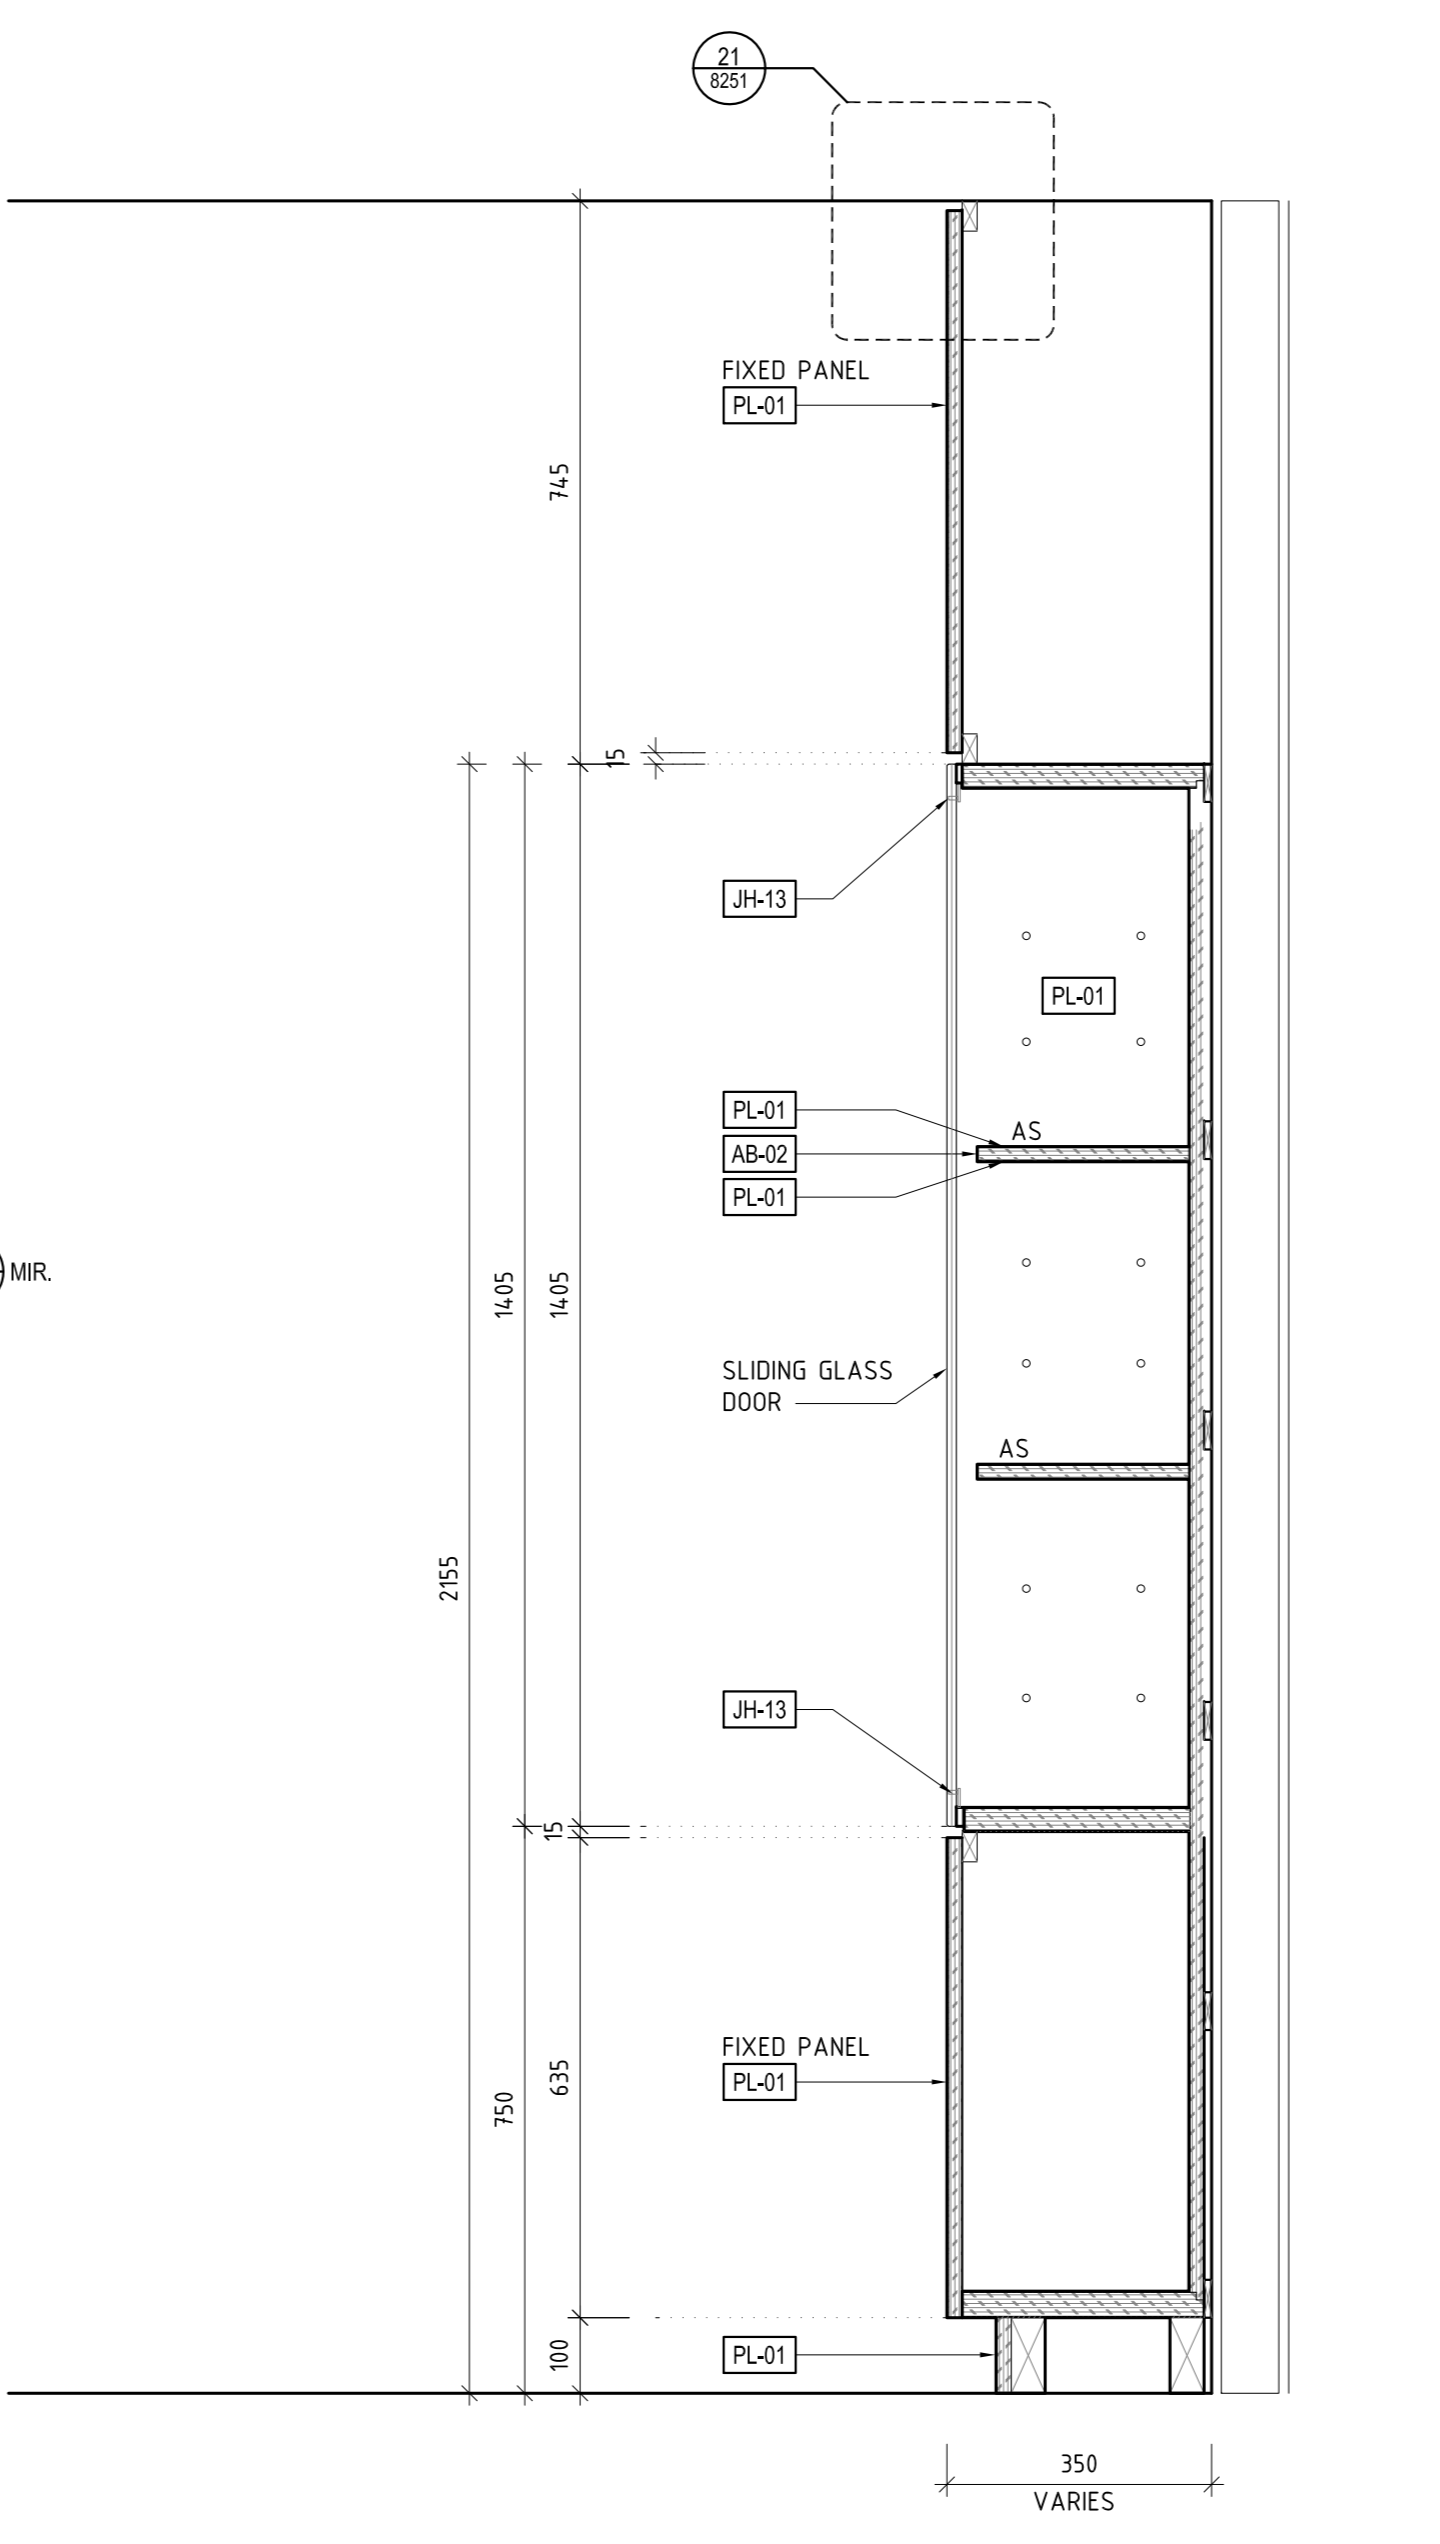 21
8251
FIXED PANEL
PL-01
745
15
JH-13
PL-01
PL-01
AS
AB-02
PL-01
MIR.
1405
1405
SLIDING GLASS
DOOR
AS
2155
JH-13
15
FIXED PANEL
PL-01
635
750
PL-01
100
350
VARIES